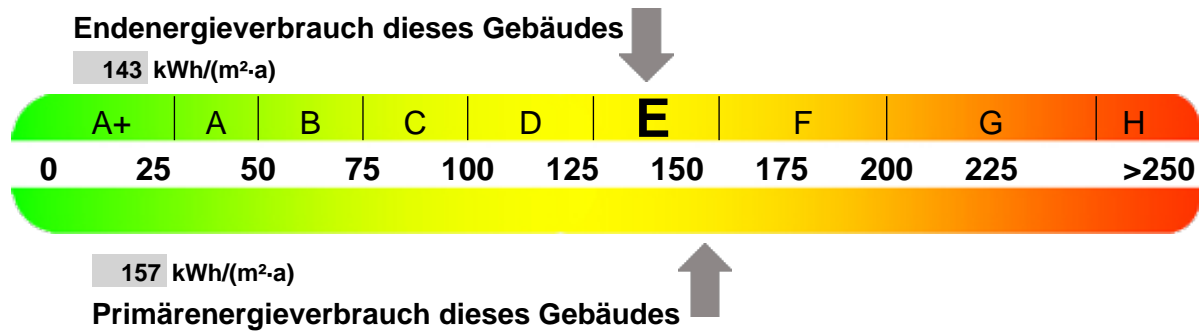 Endenergieverbrauch dieses Gebäudes
143 kWh/(m²·a)
A+ A B C D E F G H
0 25 50 75 100 125 150 175 200 225 >250
157 kWh/(m²·a)
Primärenergieverbrauch dieses Gebäudes